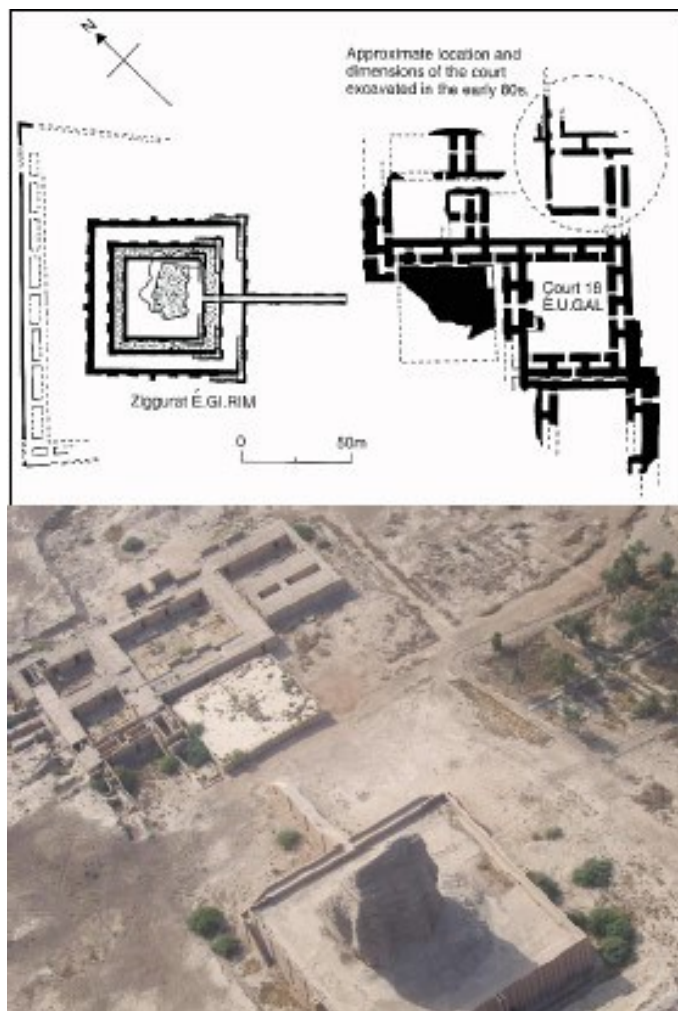 N
Approximate location and
dimensions of the court
excavated in the early 80s.
Court 18
É.U.GAL
Ziggurat É.GI.RIM
0 50m